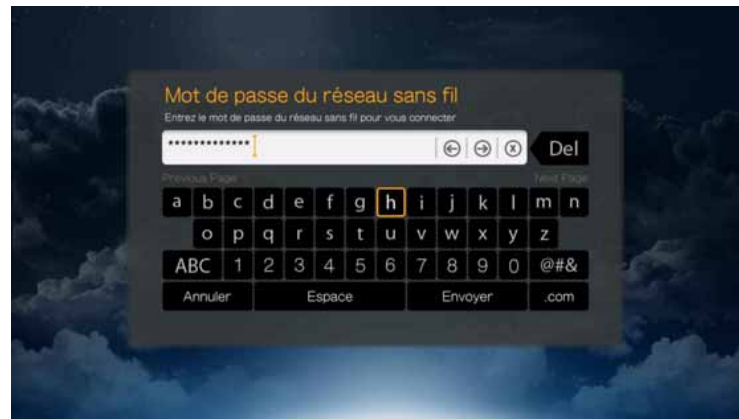 Mot de passe du réseau sans fil
Entrez le mot de passe du réseau sans fil pour vous connecter
*************
Del
Previous Page Next Page
a b c d e f g h i j k l m n
o p q r s t u v w x y z
ABC 1 2 3 4 5 6 7 8 9 0 @#&
Annuler Espace Envoyer .com